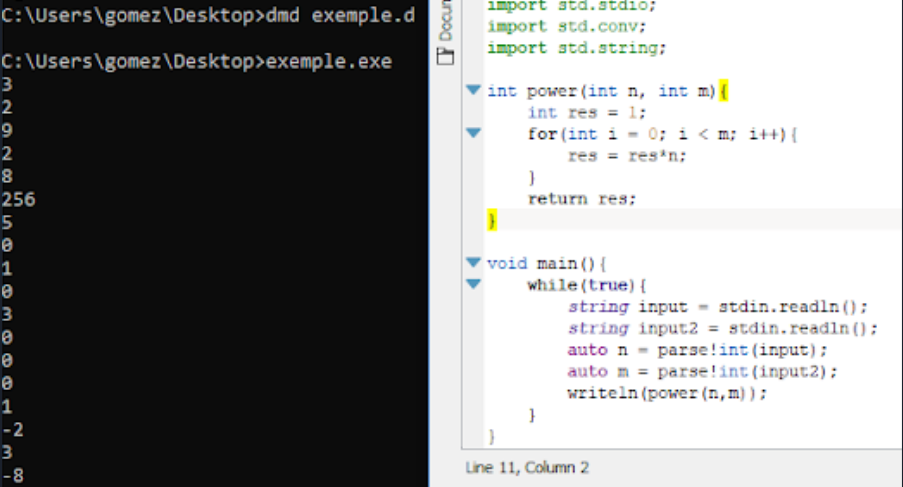 C:\Users\gomez\Desktop>dmd exemple.d
C:\Users\gomez\Desktop>exemple.exe
3
2
9
2
8
256
5
0
1
0
3
0
0
0
1
-2
3
-8
Docum
import std.stdio;
import std.conv;
import std.string;
int power(int n, int m){
int res = 1;
for(int i = 0; i < m; i++){
res = res*n;
}
return res;
}
void main(){
while(true){
string input = stdin.readln();
string input2 = stdin.readln();
auto n = parse!int(input);
auto m = parse!int(input2);
writeln(power(n,m));
}
}
Line 11, Column 2